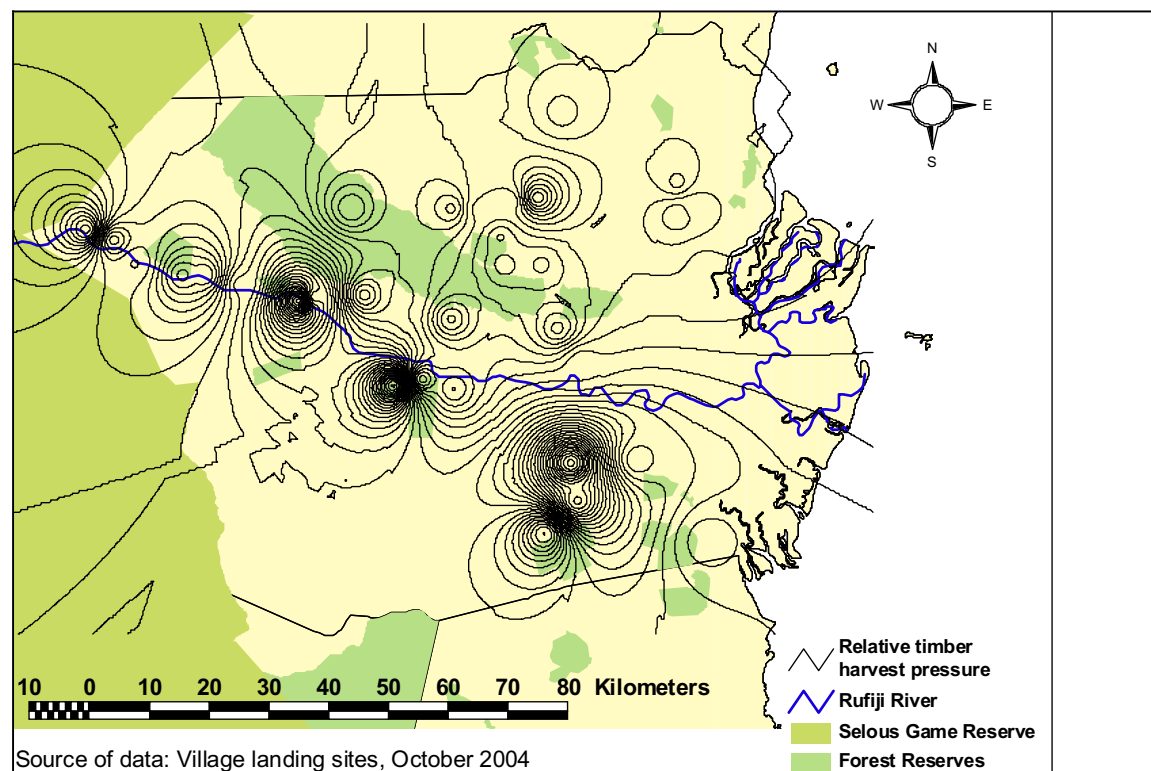 N
W E
S
Relative timber
harvest pressure
Rufiji River
Selous Game Reserve
Forest Reserves
10 0 10 20 30 40 50 60 70 80 Kilometers
Source of data: Village landing sites, October 2004